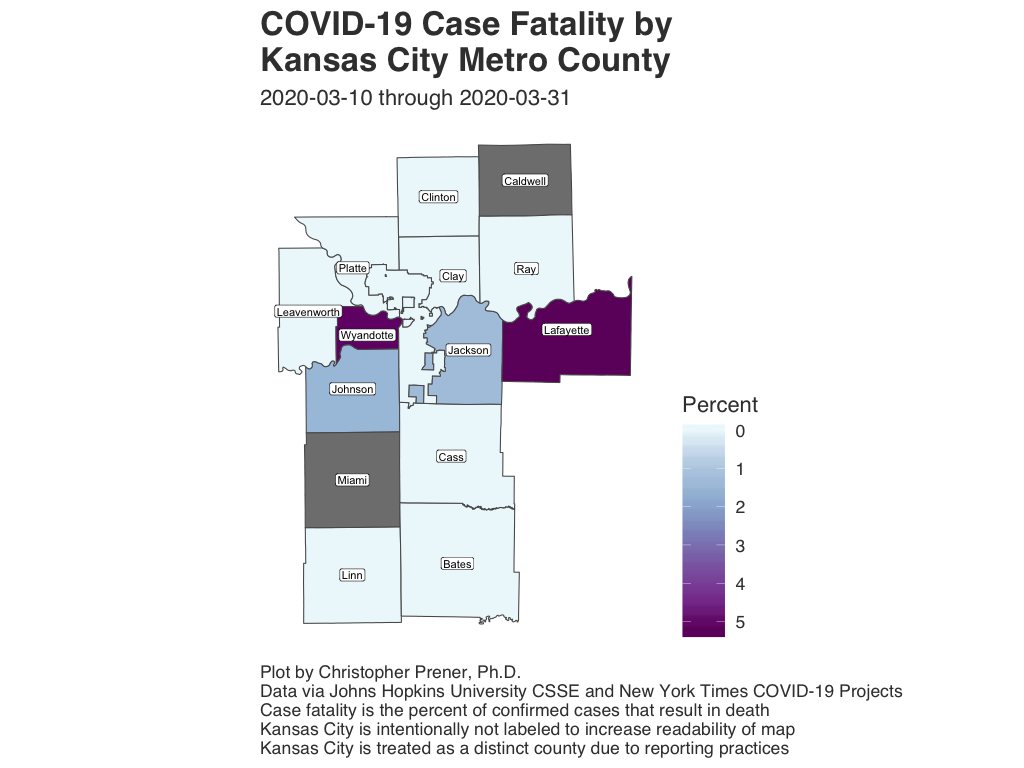 COVID-19 Case Fatality by
Kansas City Metro County
2020-03-10 through 2020-03-31
Caldwell
Clinton
Platte
Clay
Ray
Leavenworth
Wyandotte
Lafayette
Jackson
Johnson
Cass
Miami
Bates
Linn
Percent
0
1
2
3
4
5
Plot by Christopher Prener, Ph.D.
Data via Johns Hopkins University CSSE and New York Times COVID-19 Projects
Case fatality is the percent of confirmed cases that result in death
Kansas City is intentionally not labeled to increase readability of map
Kansas City is treated as a distinct county due to reporting practices